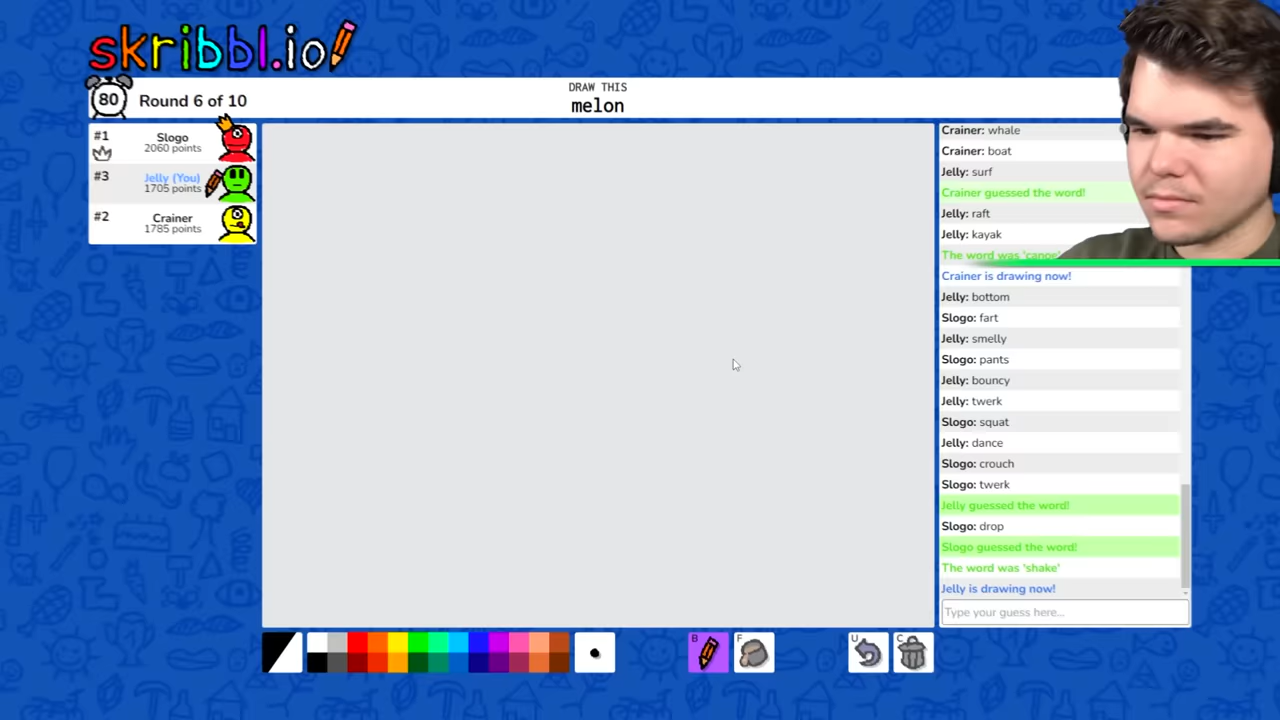 skribbl.io
80
Round 6 of 10
DRAW THIS
melon
#1
Slogo
2060 points
#3
Jelly (You)
1705 points
#2
Crainer
1785 points
Crainer: whale
Crainer: boat
Jelly: surf
Crainer guessed the word!
Jelly: raft
Jelly: kayak
The word was 'canoe'
Crainer is drawing now!
Jelly: bottom
Slogo: fart
Jelly: smelly
Slogo: pants
Jelly: bouncy
Jelly: twerk
Slogo: squat
Jelly: dance
Slogo: crouch
Slogo: twerk
Jelly guessed the word!
Slogo: drop
Slogo guessed the word!
The word was 'shake'
Jelly is drawing now!
Type your guess here...
B
F
U
C